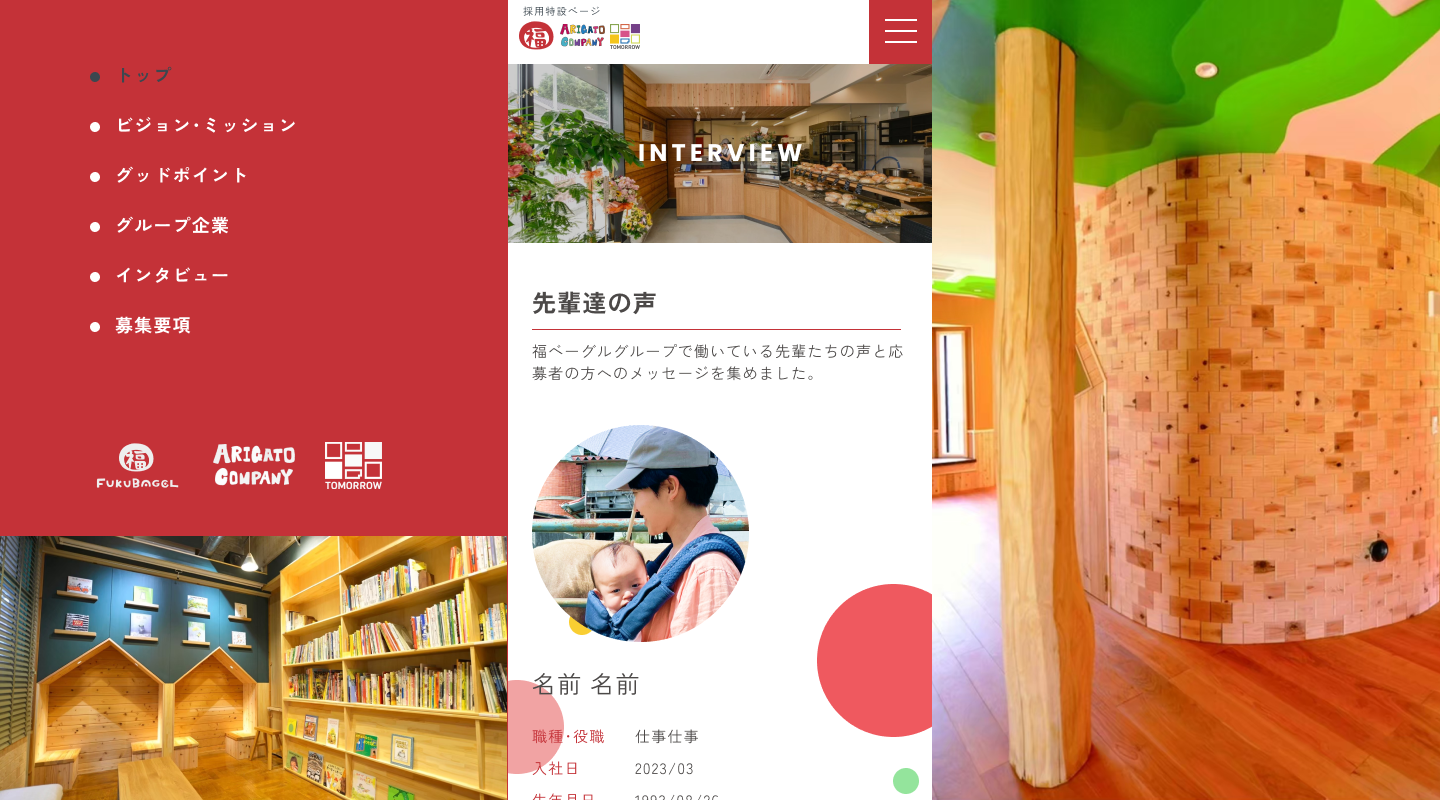 トップ
ビジョン・ミッション
グッドポイント
グループ企業
インタビュー
募集要項
福
FUKUBAGEL
ARIGATO
COMPANY
TOMORROW
採用特設ページ
福
ARIGATO
COMPANY
TOMORROW
INTERVIEW
先輩達の声
福ベーグルグループで働いている先輩たちの声と応
募者の方へのメッセージを集めました。
名前 名前
職種・役職 仕事仕事
入社日 2023/03